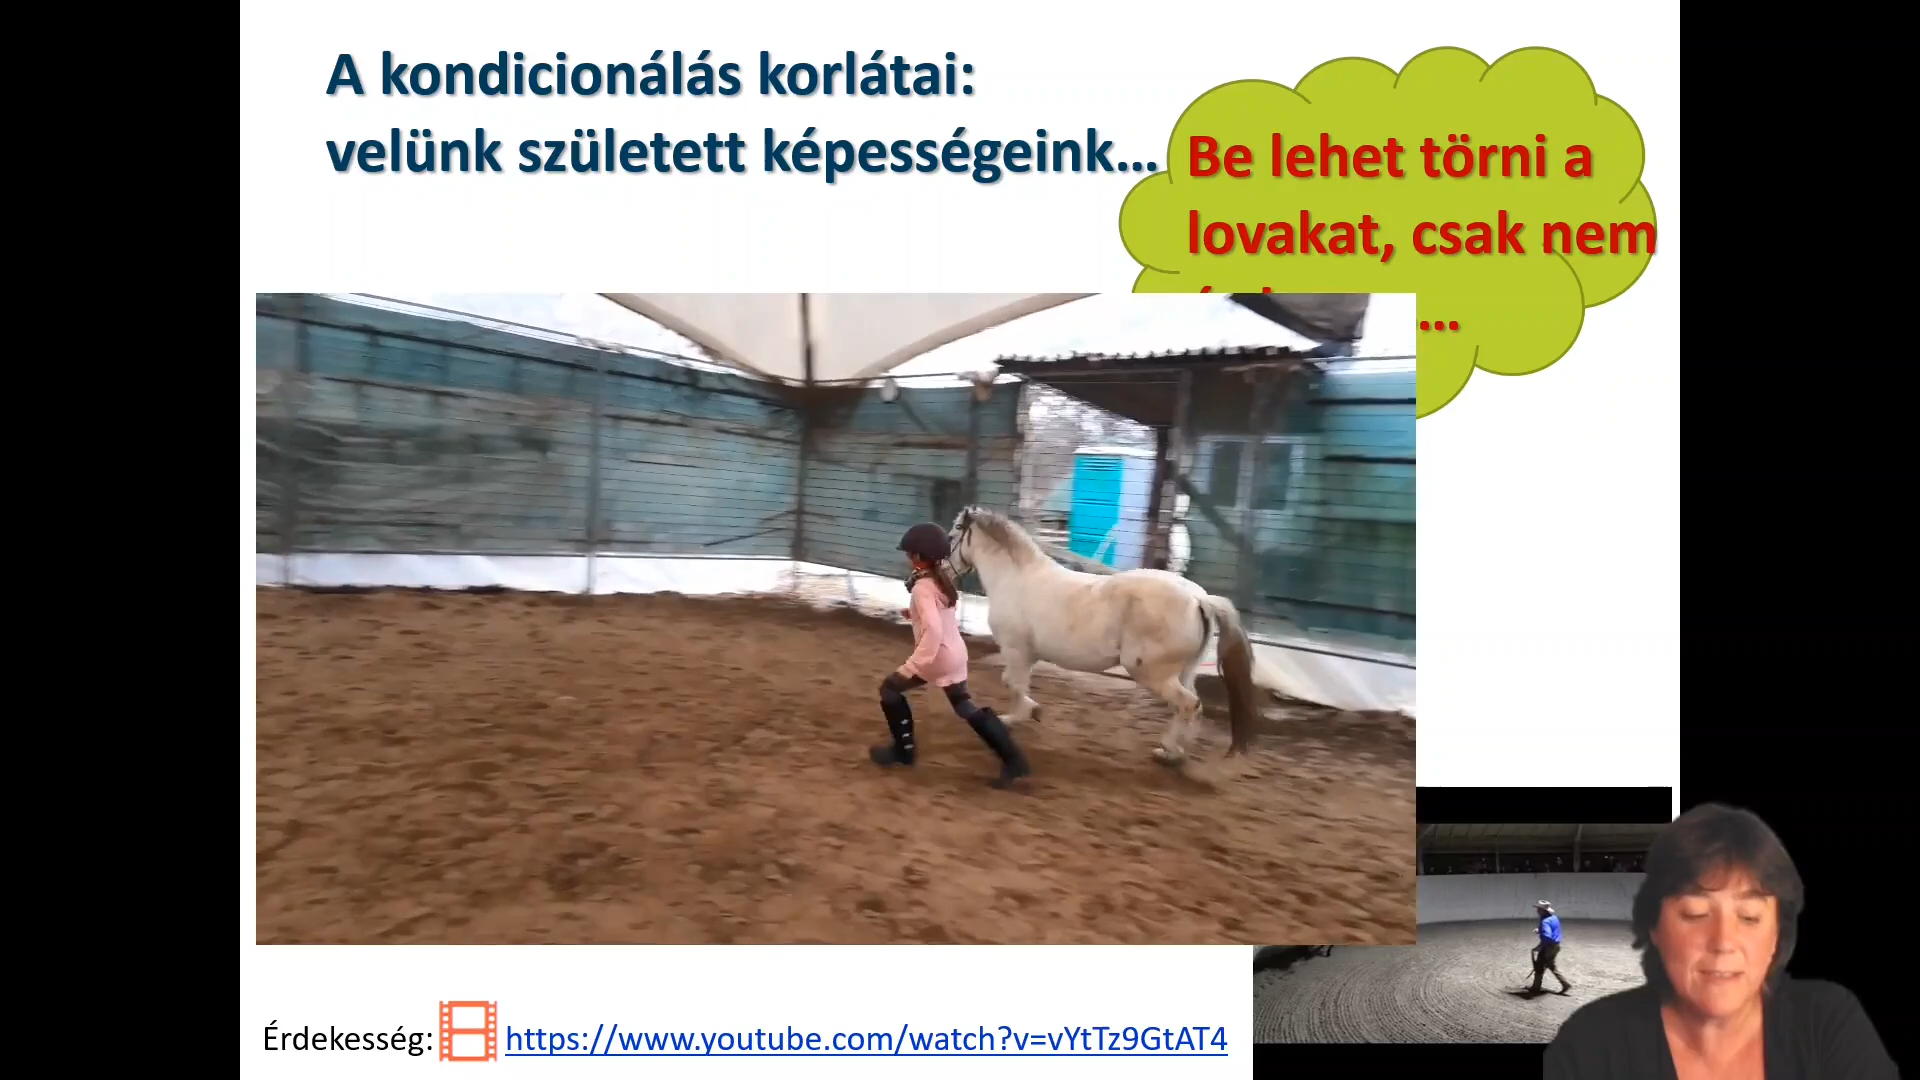 A kondicionálás korlátai:
velünk született képességeink...
Be lehet törni a
lovakat, csak nem
...
Érdekesség: https://www.youtube.com/watch?v=vYtTz9GtAT4